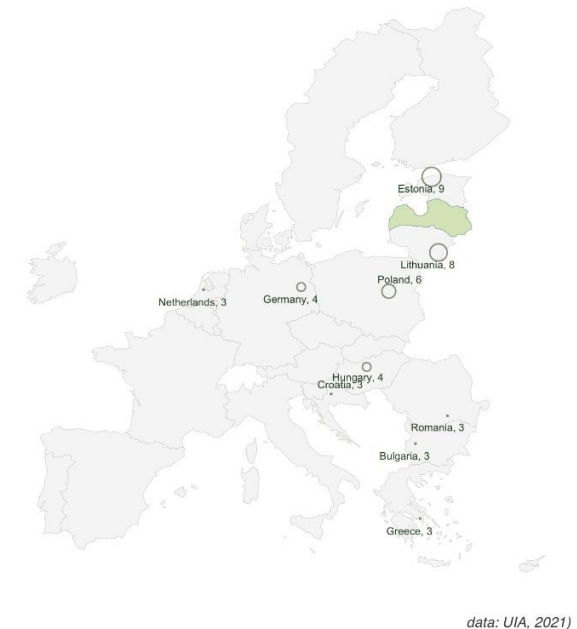 Estonia, 9
Lithuania, 8
Poland, 6
Netherlands, 3
Germany, 4
Hungary, 4
Croatia, 3
Romania, 3
Bulgaria, 3
Greece, 3
data: UIA, 2021)